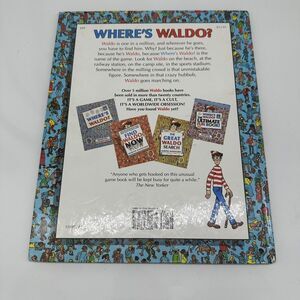 WHERE'S WALDO?
Waldo is one in a million, and wherever he goes,
you have to find him. Why? Just because he's there,
because he's Waldo, because Where's Waldo? is the
name of the game. Look for Waldo on the beach, at the
railway station, on the camp site, in the sports stadium.
Somewhere in the milling crowd is that unmistakable
figure. Somewhere in that crazy hubbub,
Waldo goes marching on.
Over 5 million Waldo books have
been sold in more than twenty countries.
IT'S A GAME, IT'S A CULT,
IT'S A WORLDWIDE OBSESSION!
Have you found Waldo yet?
WHERE'S
WALDO?
FIND
WALDO
NOW
THE
GREAT
WALDO
SEARCH
ULTIMATE
FUN BOOK!
"Anyone who gets hooked on this unusual
game book will be kept busy for quite a while."
The New Yorker